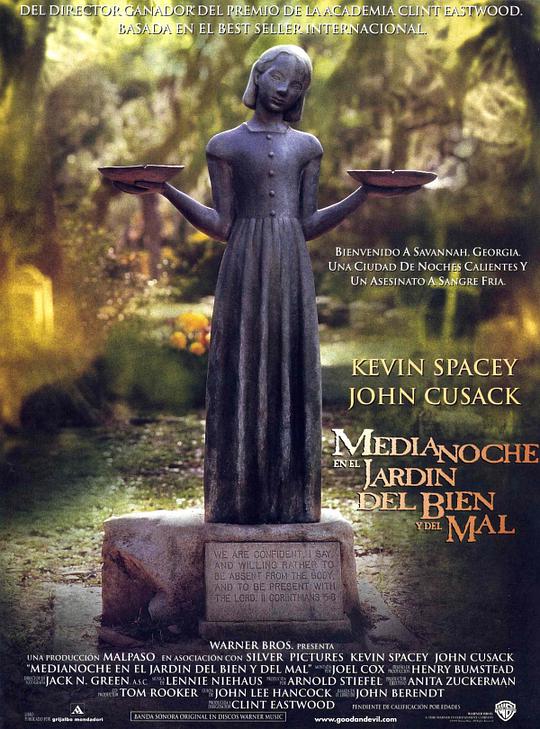 DEL DIRECTOR GANADOR DEL PREMIO DE LA ACADEMIA CLINT EASTWOOD.
BASADA EN EL BEST SELLER INTERNACIONAL.
BIENVENIDO A SAVANNAH, GEORGIA.
UNA CIUDAD DE NOCHES CALIENTES Y
UN ASESINATO A SANGRE FRIA.
KEVIN SPACEY
JOHN CUSACK
MEDIANOCHE
EN EL JARDIN
DEL BIEN
Y DEL MAL
WE ARE CONFIDENT, I SAY,
AND WILLING RATHER TO
BE ABSENT FROM THE BODY,
AND TO BE PRESENT WITH
THE LORD. II CORINTHIANS 5-8
WARNER BROS. PRESENTA
UNA PRODUCCIÓN MALPASO EN ASOCIACIÓN CON SILVER PICTURES KEVIN SPACEY JOHN CUSACK
"MEDIANOCHE EN EL JARDIN DEL BIEN Y DEL MAL" JOEL COX HENRY BUMSTEAD
JACK N. GREEN A.S.C. LENNIE NIEHAUS ARNOLD STIEFEL ANITA ZUCKERMAN
TOM ROOKER JOHN LEE HANCOCK JOHN BERENDT
CLINT EASTWOOD
PENDIENTE DE CALIFICACIÓN POR EDADES
LIBRO PUBLICADO POR grijalbo mondadori
BANDA SONORA ORIGINAL EN DISCOS WARNER MUSIC
www.goodandevil.com